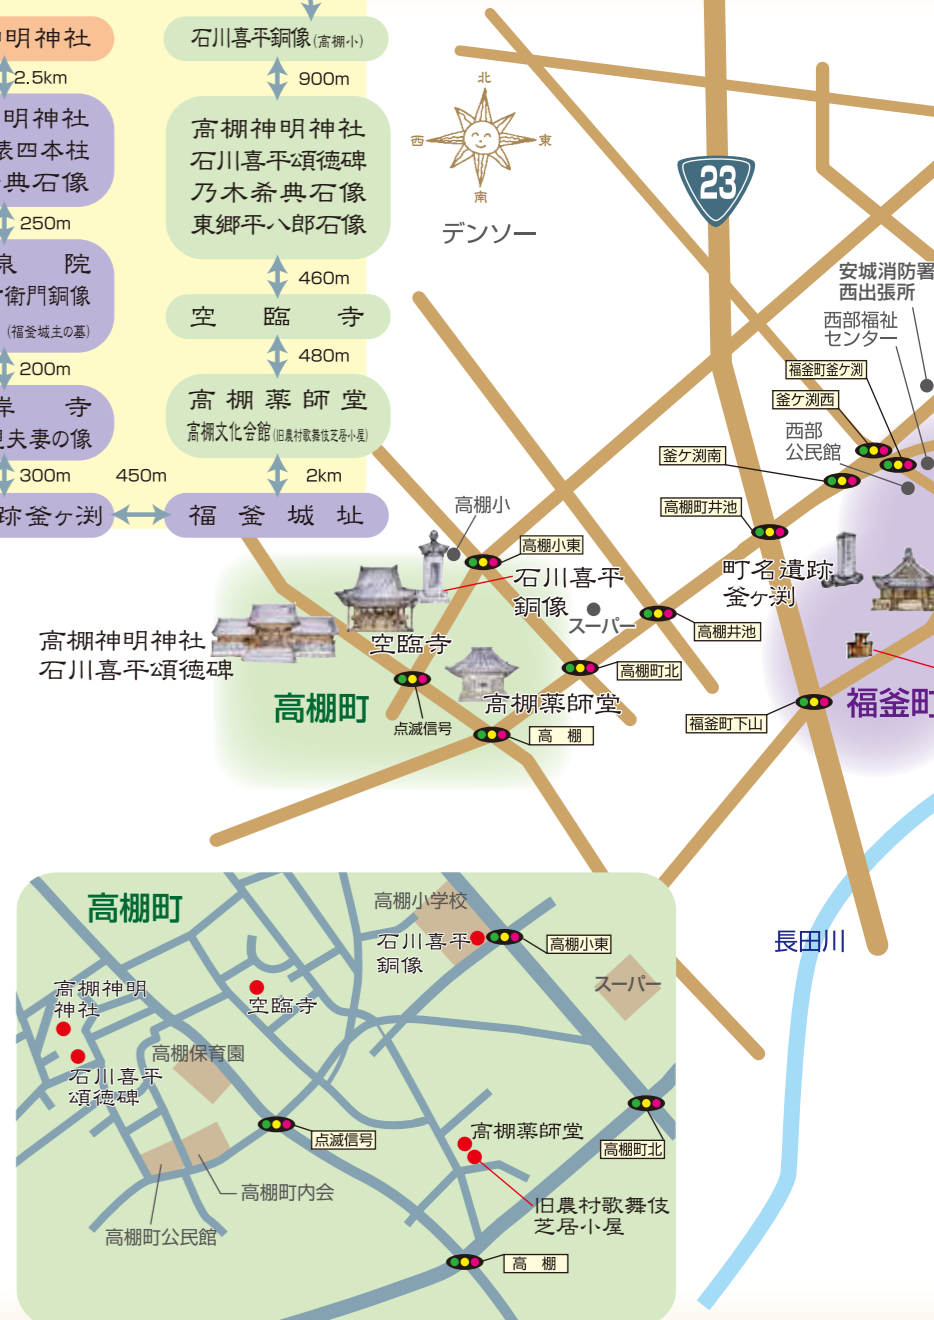 明神社
2.5km
明神社
四本柱
典石像
250m
泉 院
衛門銅像
(福釜城主の墓)
200m
岸 寺
夫妻の像
300m
跡釜ヶ渕
450m
石川喜平銅像(高棚小)
900m
高棚神明神社
石川喜平頌徳碑
乃木希典石像
東郷平八郎石像
460m
空臨寺
480m
高棚薬師堂
高棚文化会館(旧農村歌舞伎芝居小屋)
2km
福釜城址
北
西
東
南
デンソー
23
安城消防署
西出張所
西部福祉
センター
福釜町釜ケ渕
釜ケ渕西
西部
公民館
釜ケ渕南
高棚町井池
高棚小
高棚小東
石川喜平
銅像
町名遺跡
釜ヶ渕
スーパー
高棚井池
高棚神明神社
石川喜平頌徳碑
空臨寺
高棚町北
高棚町
高棚薬師堂
点滅信号
高 棚
福釜町下山
福釜町
長田川
高棚町
高棚小学校
石川喜平
銅像
高棚小東
スーパー
高棚神明
神社
空臨寺
高棚保育園
石川喜平
頌徳碑
点滅信号
高棚薬師堂
高棚町北
高棚町内会
旧農村歌舞伎
芝居小屋
高棚町公民館
高 棚